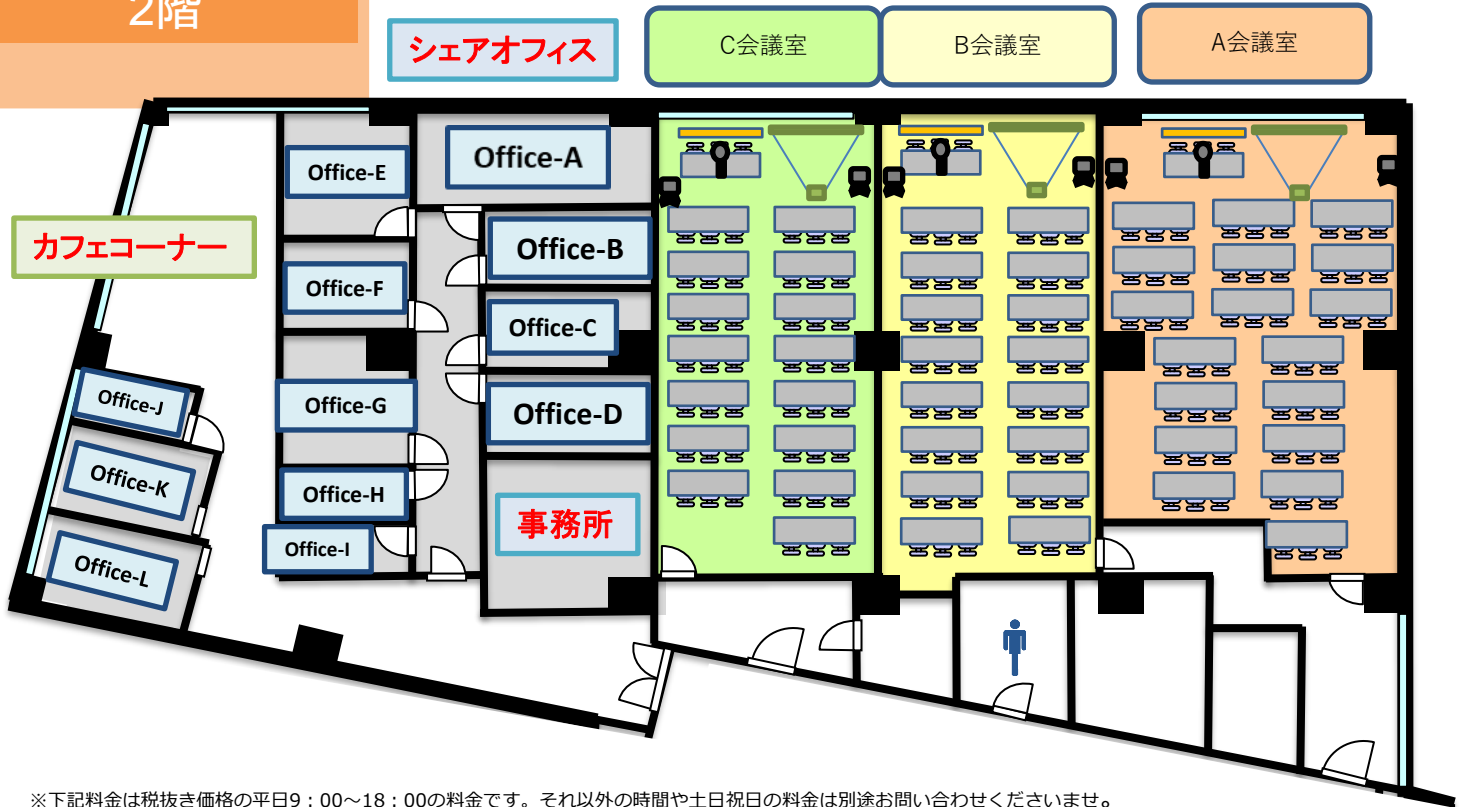 2階
シェアオフィス
C会議室
B会議室
A会議室
Office-E
Office-A
カフェコーナー
Office-B
Office-F
Office-C
Office-J
Office-G
Office-D
Office-K
Office-H
事務所
Office-I
Office-L
※下記料金は税抜き価格の平日9：00～18：00の料金です。それ以外の時間や土日祝日の料金は別途お問い合わせくださいませ。